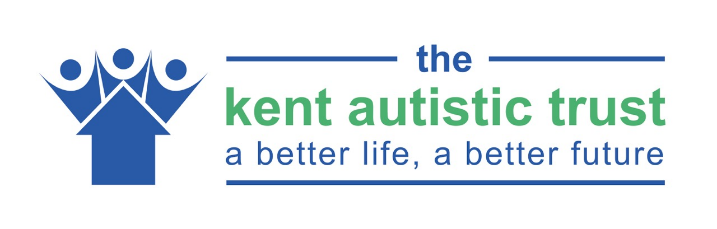 the
kent autistic trust
a better life, a better future